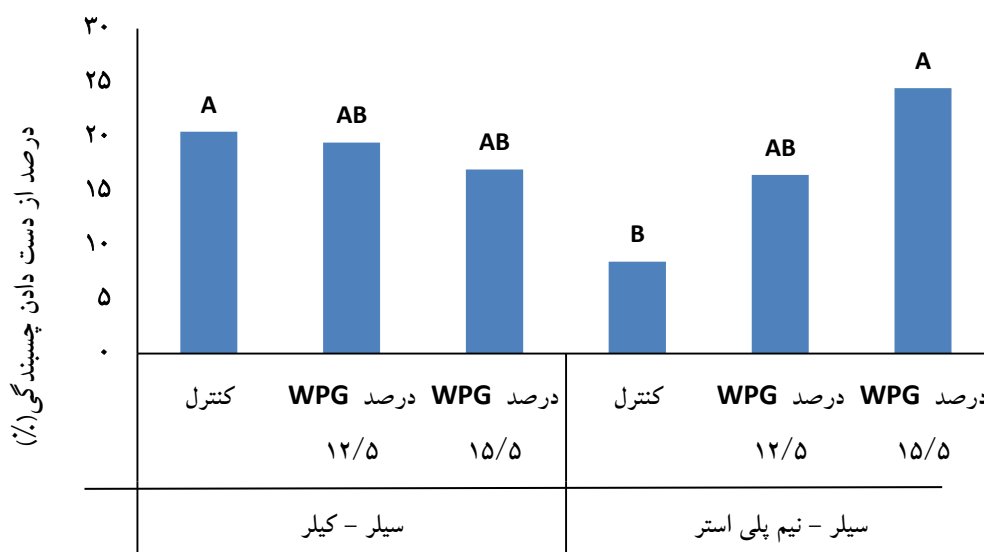 درصد از دست دادن چسبندگی(٪)
۳۰
۲۵
۲۰
۱۵
۱۰
۵
۰
A
AB
AB
B
AB
A
کنترل
درصد WPG
۱۲/۵
درصد WPG
۱۵/۵
کنترل
درصد WPG
۱۲/۵
درصد WPG
۱۵/۵
سیلر - کیلر
سیلر - نیم پلی استر